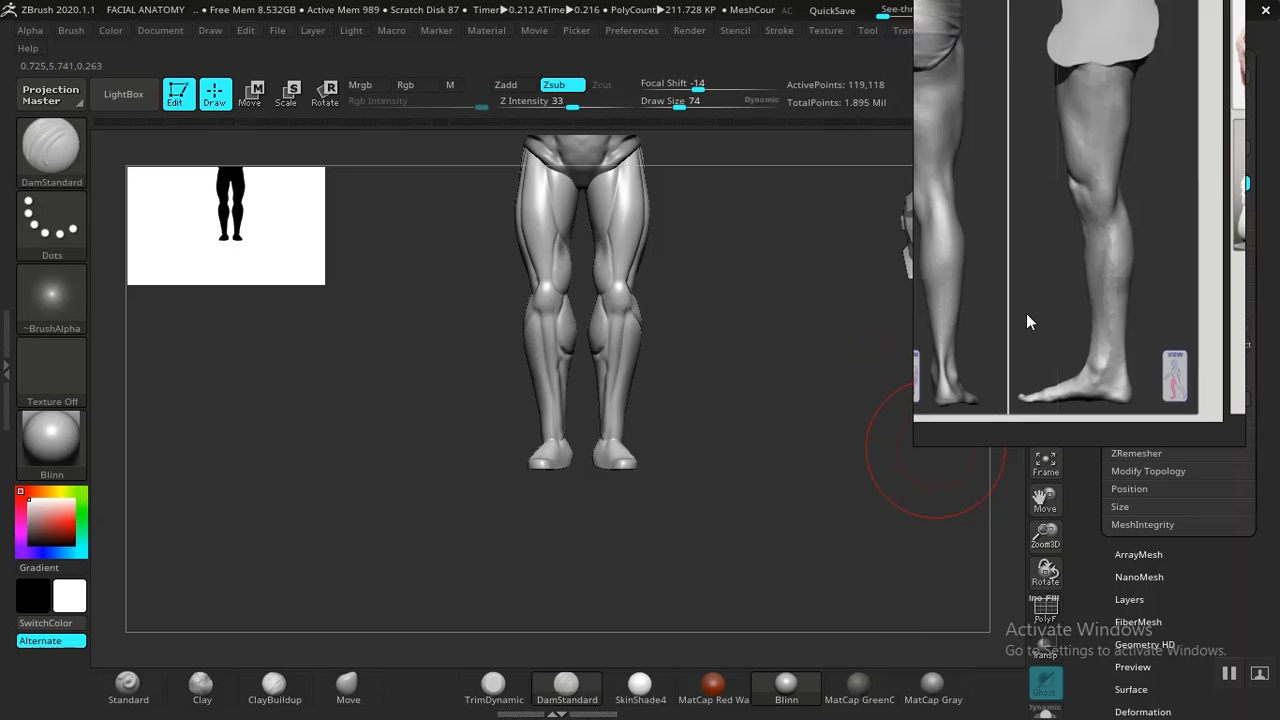 ZBrush 2020.1.1 FACIAL ANATOMY .. • Free Mem 8.532GB • Active Mem 989 • Scratch Disk 87 • Timer▸0.212 ATime▸0.216 • PolyCount▸211.728 KP • MeshCour AC QuickSave See-thr
Alpha Brush Color Document Draw Edit File Layer Light Macro Marker Material Movie Picker Preferences Render Stencil Stroke Texture Tool Tran
Help
0.725,5.741,0.263
Projection Master
LightBox
Edit
Draw
Move
Scale
Rotate
Mrgb Rgb M
Rgb Intensity
Zadd Zsub Zcut
Z Intensity 33
Focal Shift -14
Draw Size 74 Dynamic
ActivePoints: 119,118
TotalPoints: 1.895 Mil
DamStandard
Dots
~BrushAlpha
Texture Off
Blinn
Gradient
SwitchColor
Alternate
VIEW
Frame
Move
Zoom3D
Rotate
PolyF
Transp
Ghost
Dynamic
ZRemesher
Modify Topology
Position
Size
MeshIntegrity
ArrayMesh
NanoMesh
Layers
FiberMesh
Geometry HD
Preview
Surface
Deformation
Activate Windows
Go to Settings to activate Windows.
Standard Clay ClayBuildup Move TrimDynamic DamStandard SkinShade4 MatCap Red Wa Blinn MatCap GreenC MatCap Gray